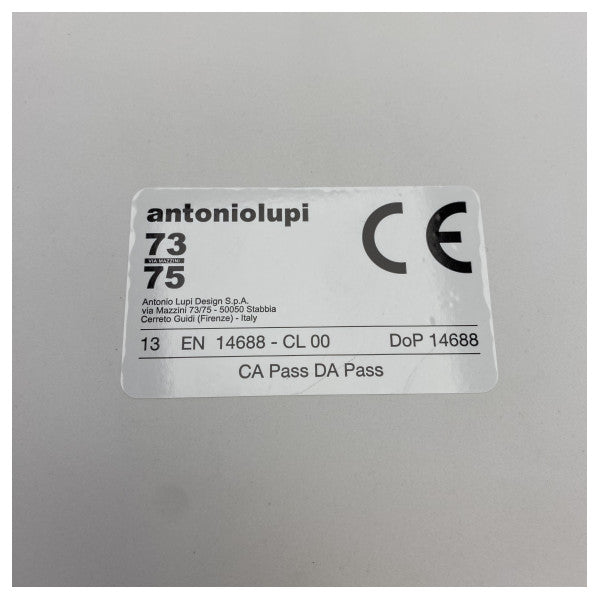 antoniolupi
CE
73
VIA MAZZINI
75
Antonio Lupi Design S.p.A.
via Mazzini 73/75 - 50050 Stabbia
Cerreto Guidi (Firenze) - Italy
13 EN 14688 - CL 00 DoP 14688
CA Pass DA Pass